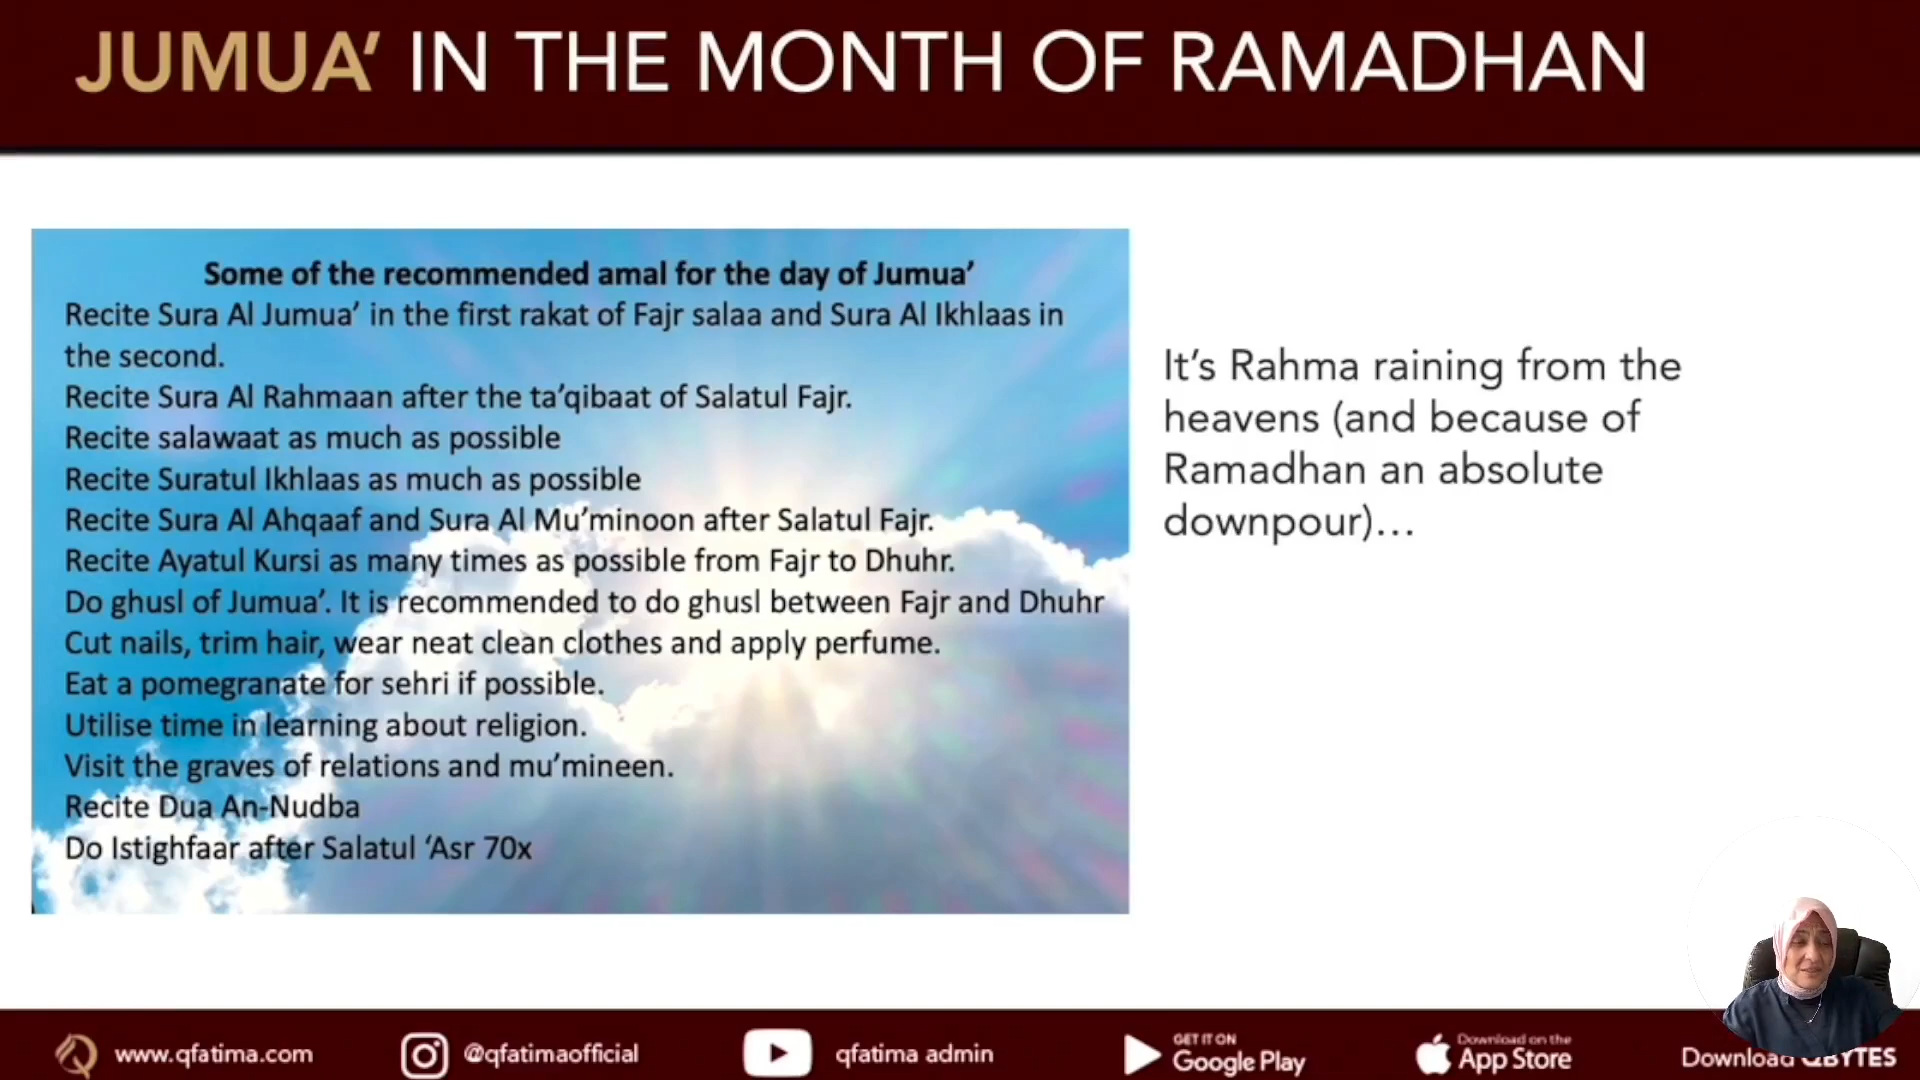 JUMUA’ IN THE MONTH OF RAMADHAN
Some of the recommended amal for the day of Jumua’
Recite Sura Al Jumua’ in the first rakat of Fajr salaa and Sura Al Ikhlaas in
the second.
Recite Sura Al Rahmaan after the ta’qibaat of Salatul Fajr.
Recite salawaat as much as possible
Recite Suratul Ikhlaas as much as possible
Recite Sura Al Ahqaaf and Sura Al Mu’minoon after Salatul Fajr.
Recite Ayatul Kursi as many times as possible from Fajr to Dhuhr.
Do ghusl of Jumua’. It is recommended to do ghusl between Fajr and Dhuhr
Cut nails, trim hair, wear neat clean clothes and apply perfume.
Eat a pomegranate for sehri if possible.
Utilise time in learning about religion.
Visit the graves of relations and mu’mineen.
Recite Dua An-Nudba
Do Istighfaar after Salatul ‘Asr 70x
It’s Rahma raining from the
heavens (and because of
Ramadhan an absolute
downpour)…
www.qfatima.com
@qfatimaofficial
qfatima admin
GET IT ON
Google Play
Download on the
App Store
Download QBYTES